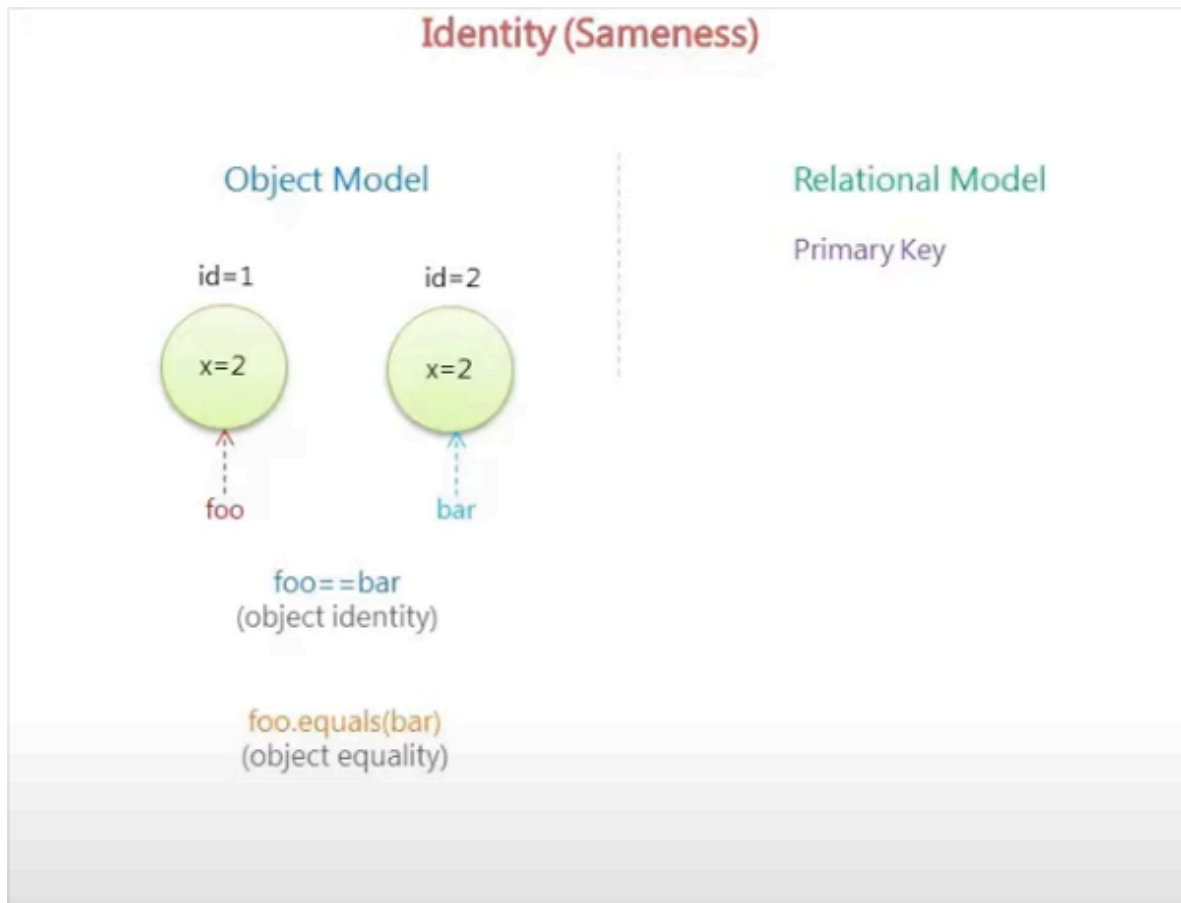 Identity (Sameness)
Object Model
id=1
id=2
x=2
x=2
foo
bar
foo==bar
(object identity)
foo.equals(bar)
(object equality)
Relational Model
Primary Key